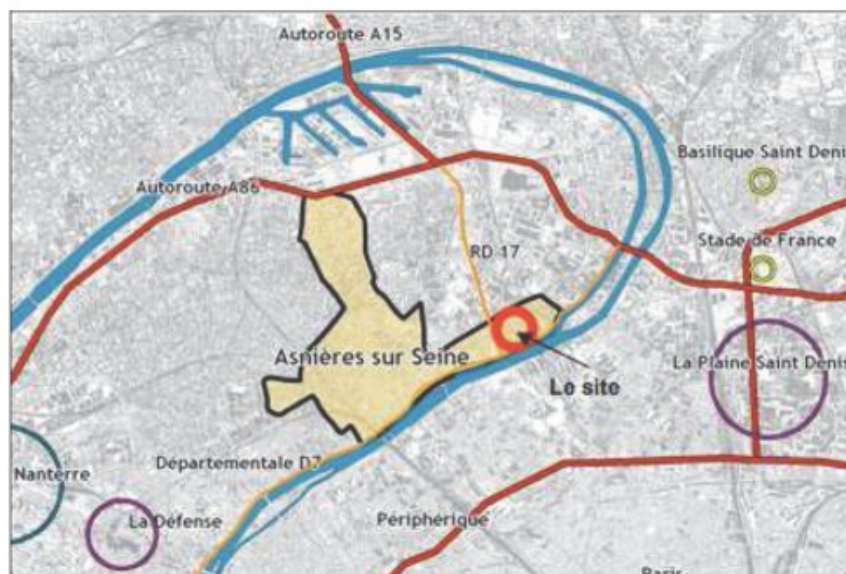 Autoroute A15
Basilique Saint Denis
Autoroute A86
Stade de France
RD 17
Asnières sur Seine
La Plaine Saint Denis
Le site
Départementale D7
Nanterre
La Défense
Périphérique
Paris